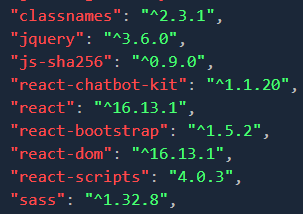 "classnames": "^2.3.1",
"jquery": "^3.6.0",
"js-sha256": "^0.9.0",
"react-chatbot-kit": "^1.1.20",
"react": "^16.13.1",
"react-bootstrap": "^1.5.2",
"react-dom": "^16.13.1",
"react-scripts": "4.0.3",
"sass": "^1.32.8",